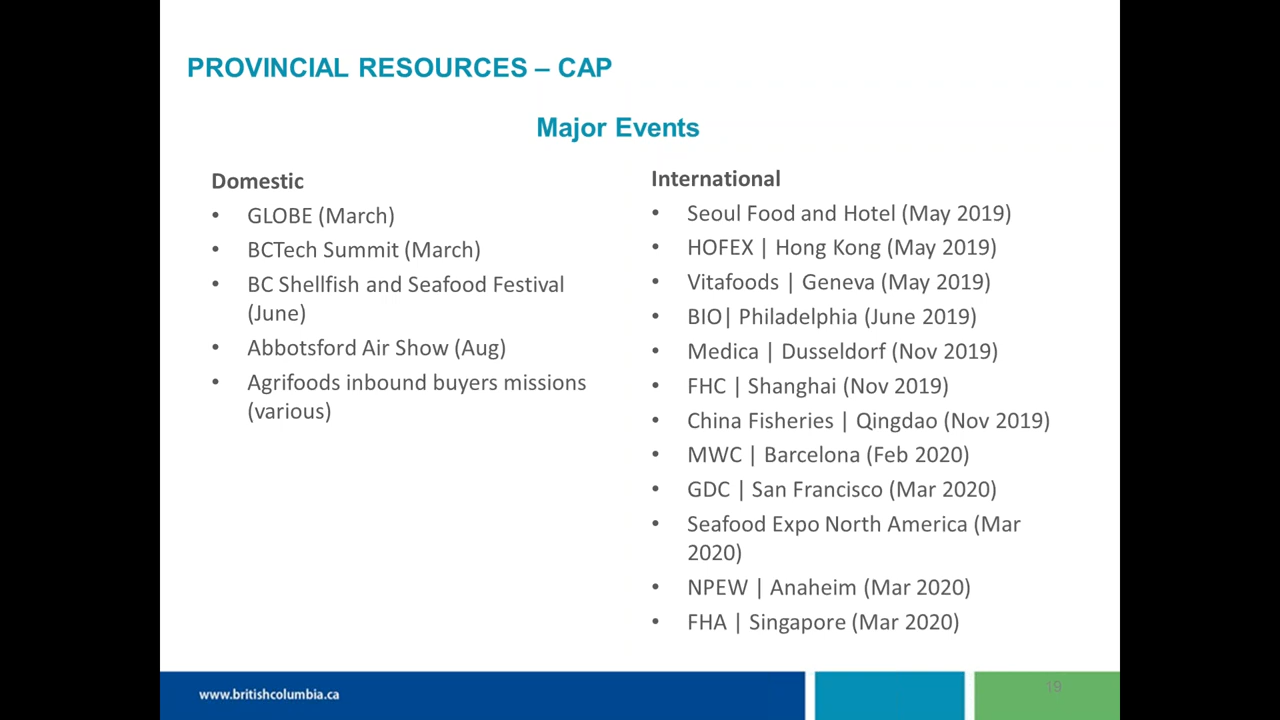 PROVINCIAL RESOURCES – CAP
Major Events
Domestic
• GLOBE (March)
• BCTech Summit (March)
• BC Shellfish and Seafood Festival
(June)
• Abbotsford Air Show (Aug)
• Agrifoods inbound buyers missions
(various)
International
• Seoul Food and Hotel (May 2019)
• HOFEX | Hong Kong (May 2019)
• Vitafoods | Geneva (May 2019)
• BIO| Philadelphia (June 2019)
• Medica | Dusseldorf (Nov 2019)
• FHC | Shanghai (Nov 2019)
• China Fisheries | Qingdao (Nov 2019)
• MWC | Barcelona (Feb 2020)
• GDC | San Francisco (Mar 2020)
• Seafood Expo North America (Mar
2020)
• NPEW | Anaheim (Mar 2020)
• FHA | Singapore (Mar 2020)
www.britishcolumbia.ca
19